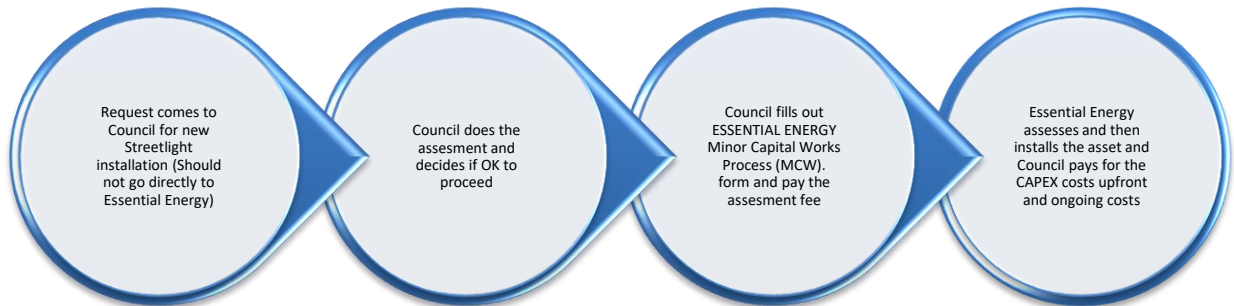 Request comes to
Council for new
Streetlight
installation (Should
not go directly to
Essential Energy)
Council does the
assesment and
decides if OK to
proceed
Council fills out
ESSENTIAL ENERGY
Minor Capital Works
Process (MCW).
form and pay the
assesment fee
Essential Energy
assesses and then
installs the asset and
Council pays for the
CAPEX costs upfront
and ongoing costs